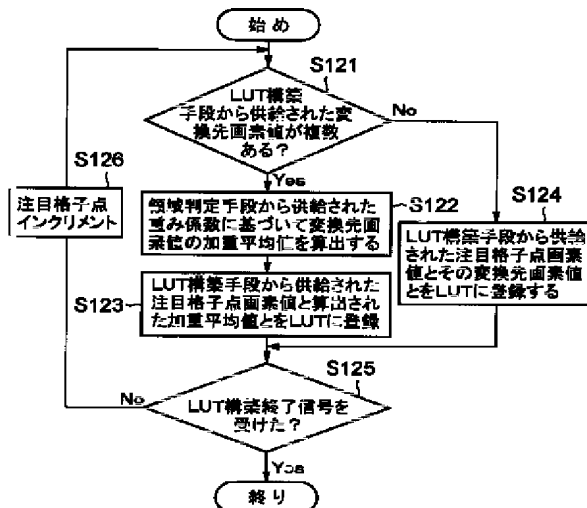 始め
S121
LUT構築
手段から供給された変
換先画素値が複数
ある？
No
Yes
S126
注目格子点
インクリメント
S122
領域判定手段から供給された
重み係数に基づいて変換先画
素値の加重平均値を算出する
S124
LUT構築手段から供給
された注目格子点画素
値とその変換先画素値
とをLUTに登録する
S123
LUT構築手段から供給された
注目格子点画素値と算出され
た加重平均値とをLUTに登録
S125
No
LUT構築終了信号を
受けた？
Yes
終り